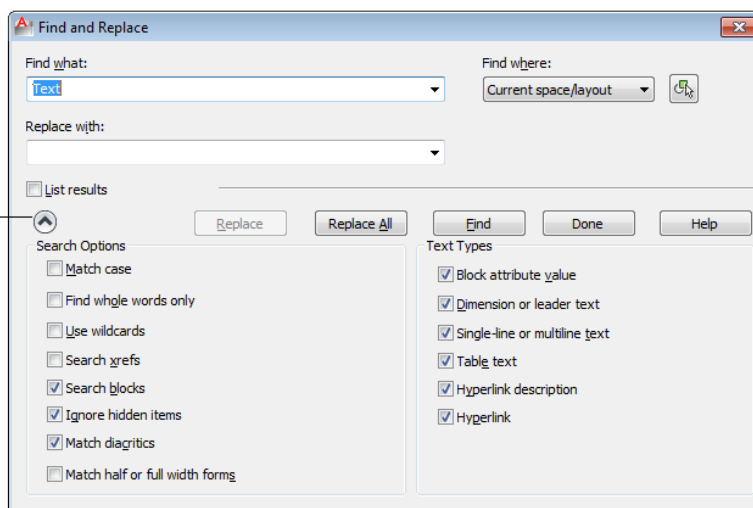 Find and Replace
Find what:
Find where:
Text
Current space/layout
Replace with:
List results
Replace
Replace All
Find
Done
Help
Search Options
Match case
Find whole words only
Use wildcards
Search xrefs
Search blocks
Ignore hidden items
Match diacritics
Match half or full width forms
Text Types
Block attribute value
Dimension or leader text
Single-line or multiline text
Table text
Hyperlink description
Hyperlink